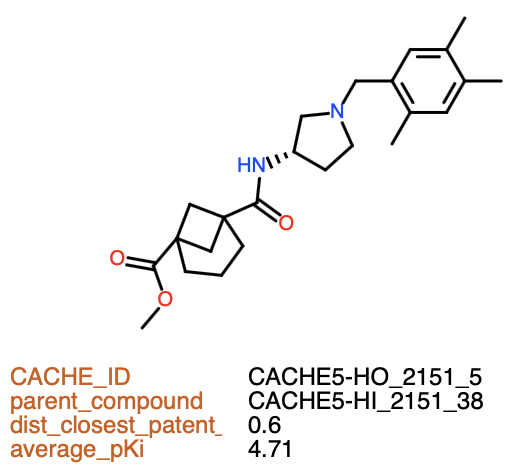 N
HN
O
O
O
CACHE_ID CACHE5-HO_2151_5
parent_compound CACHE5-HI_2151_38
dist_closest_patent_ 0.6
average_pKi 4.71